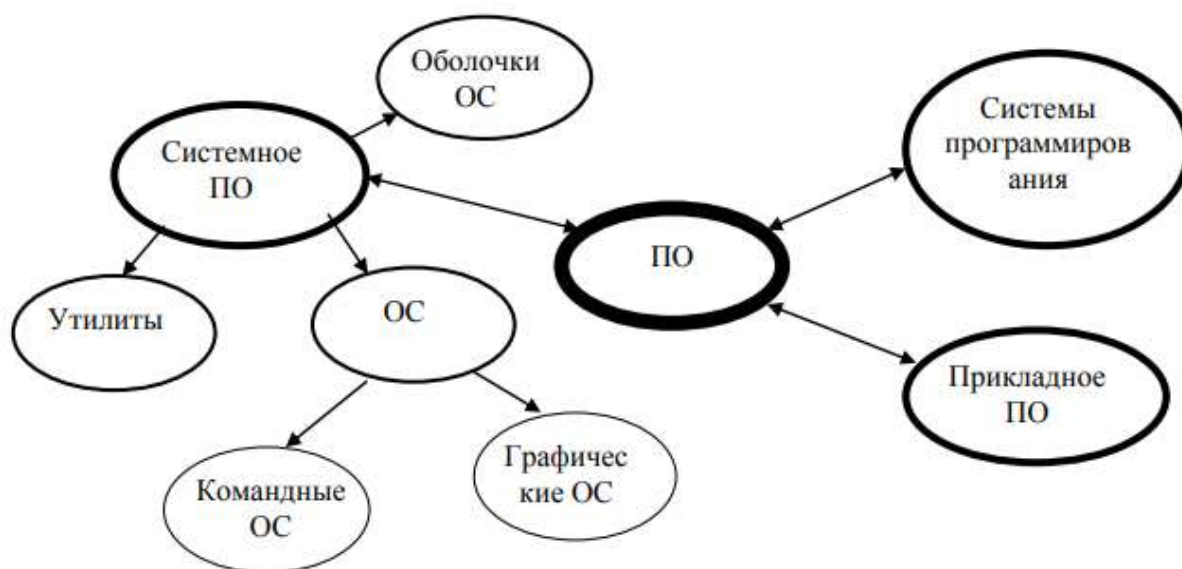 Оболочки
ОС
Системное
ПО
Системы
программиров
ания
ПО
Утилиты
ОС
Прикладное
ПО
Командные
ОС
Графичес
кие ОС